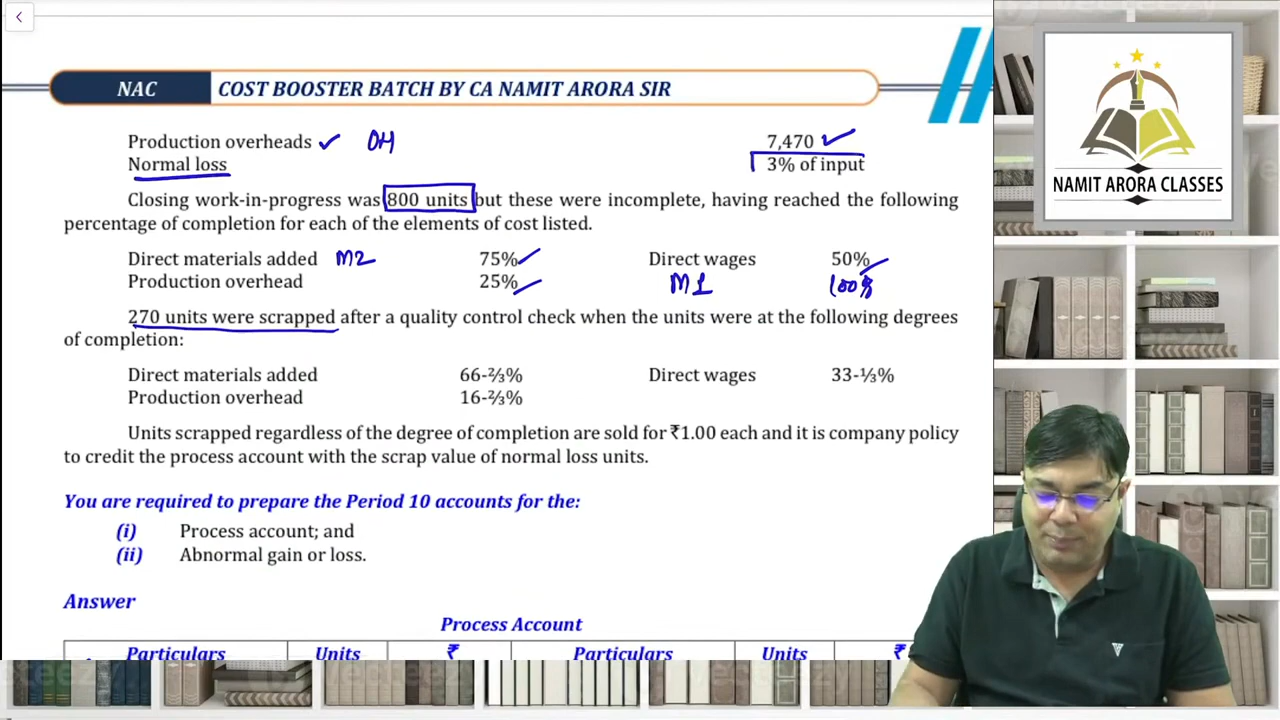 NAC COST BOOSTER BATCH BY CA NAMIT ARORA SIR
Production overheads ✓ OH 7,470 ✓
Normal loss 3% of input
Closing work-in-progress was 800 units but these were incomplete, having reached the following
percentage of completion for each of the elements of cost listed.
Direct materials added M2 75% Direct wages 50%
Production overhead 25% M1 100%
270 units were scrapped after a quality control check when the units were at the following degrees
of completion:
Direct materials added 66-⅔% Direct wages 33-⅓%
Production overhead 16-⅔%
Units scrapped regardless of the degree of completion are sold for ₹1.00 each and it is company policy
to credit the process account with the scrap value of normal loss units.
You are required to prepare the Period 10 accounts for the:
(i) Process account; and
(ii) Abnormal gain or loss.
Answer
Process Account
Particulars Units ₹ Particulars Units ₹
NAMIT ARORA CLASSES